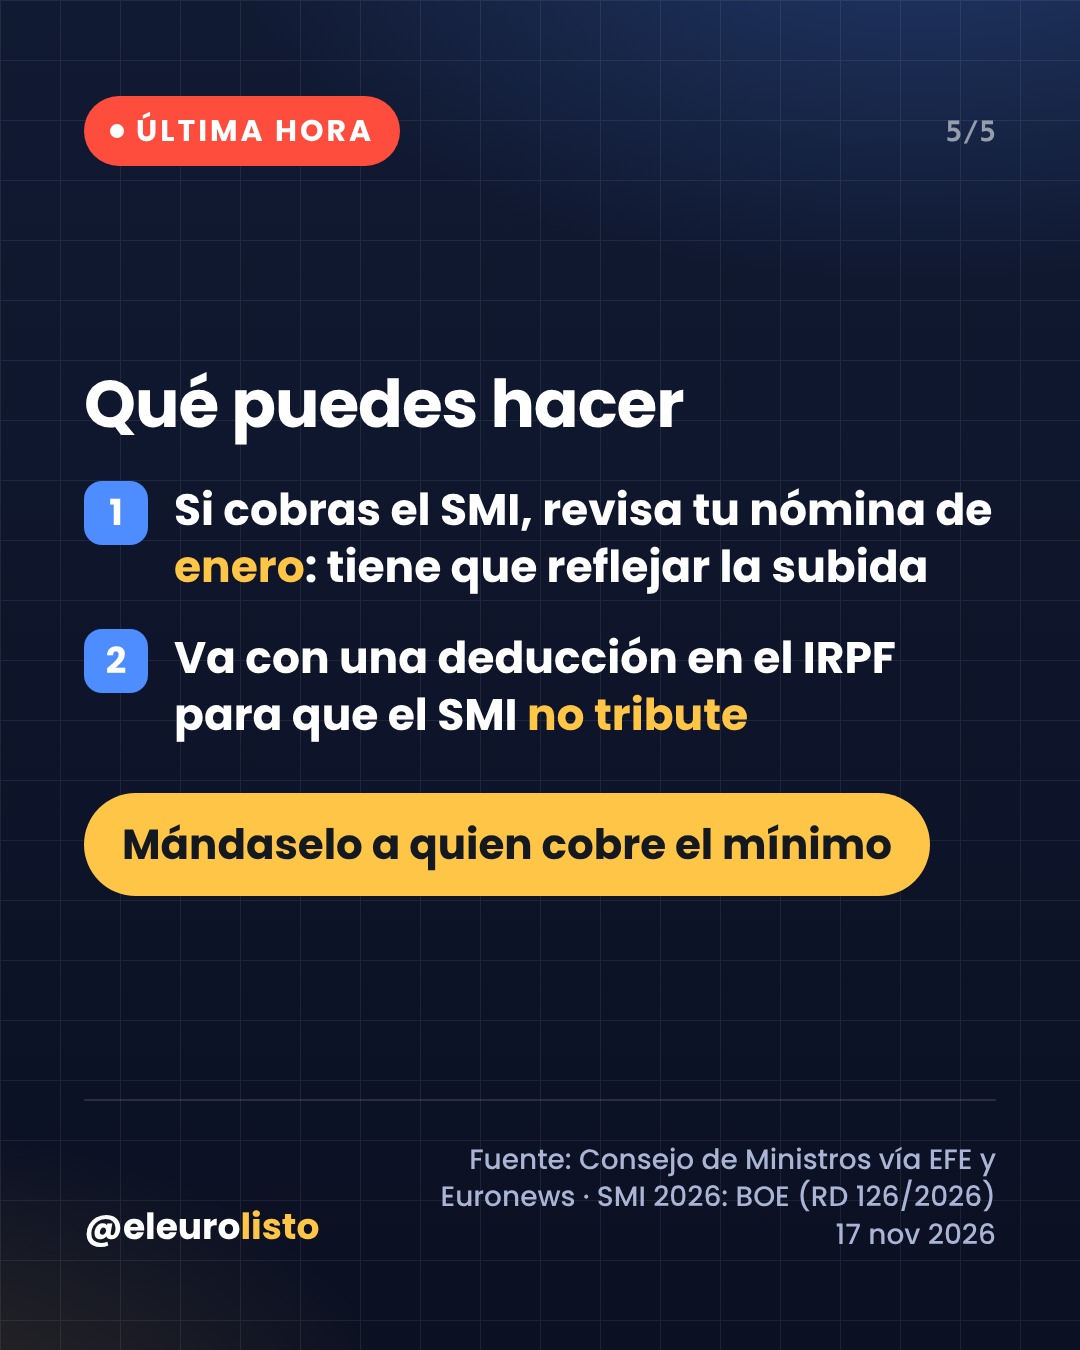 ÚLTIMA HORA
5/5
Qué puedes hacer
1
Si cobras el SMI, revisa tu nómina de
enero: tiene que reflejar la subida
2
Va con una deducción en el IRPF
para que el SMI no tribute
Mándaselo a quien cobre el mínimo
Fuente: Consejo de Ministros vía EFE y
Euronews · SMI 2026: BOE (RD 126/2026)
17 nov 2026
@eleurolisto